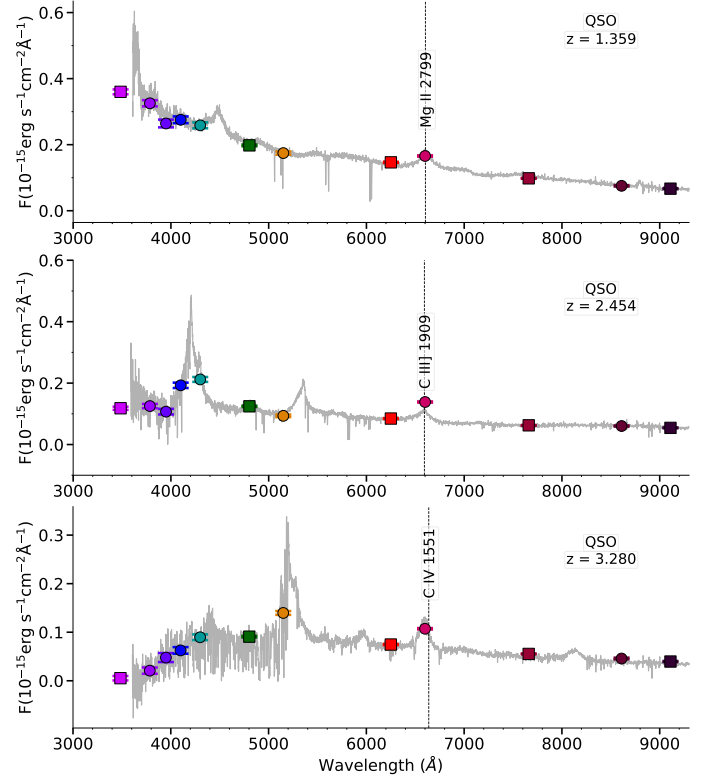 0.6
0.4
0.2
0.0
F(10⁻¹⁵erg s⁻¹cm⁻²Å⁻¹)
QSO
z = 1.359
Mg II 2799
3000 4000 5000 6000 7000 8000 9000
0.6
0.4
0.2
0.0
F(10⁻¹⁵erg s⁻¹cm⁻²Å⁻¹)
QSO
z = 2.454
C III] 1909
3000 4000 5000 6000 7000 8000 9000
0.3
0.2
0.1
0.0
F(10⁻¹⁵erg s⁻¹cm⁻²Å⁻¹)
QSO
z = 3.280
C IV 1551
3000 4000 5000 6000 7000 8000 9000
Wavelength (Å)